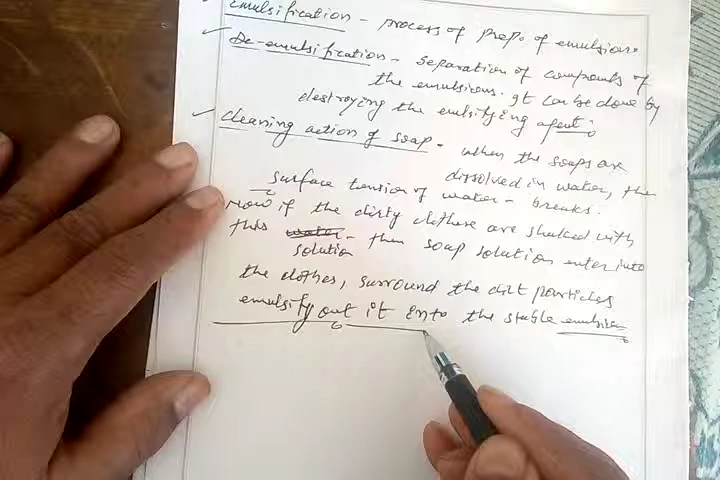 emulsification - process of prep. of emulsions.
De-emulsification - separation of compounds of
the emulsions. It can be done by
destroying the emulsifying agent.
cleaning action of soap - when the soaps are
dissolved in water, the
surface tension of water - breaks.
Now if the dirty clothes are shaked with
this water - then soap solution enter into
solution
the clothes, surround the dirt particles
emulsify out it into the stable emulsion